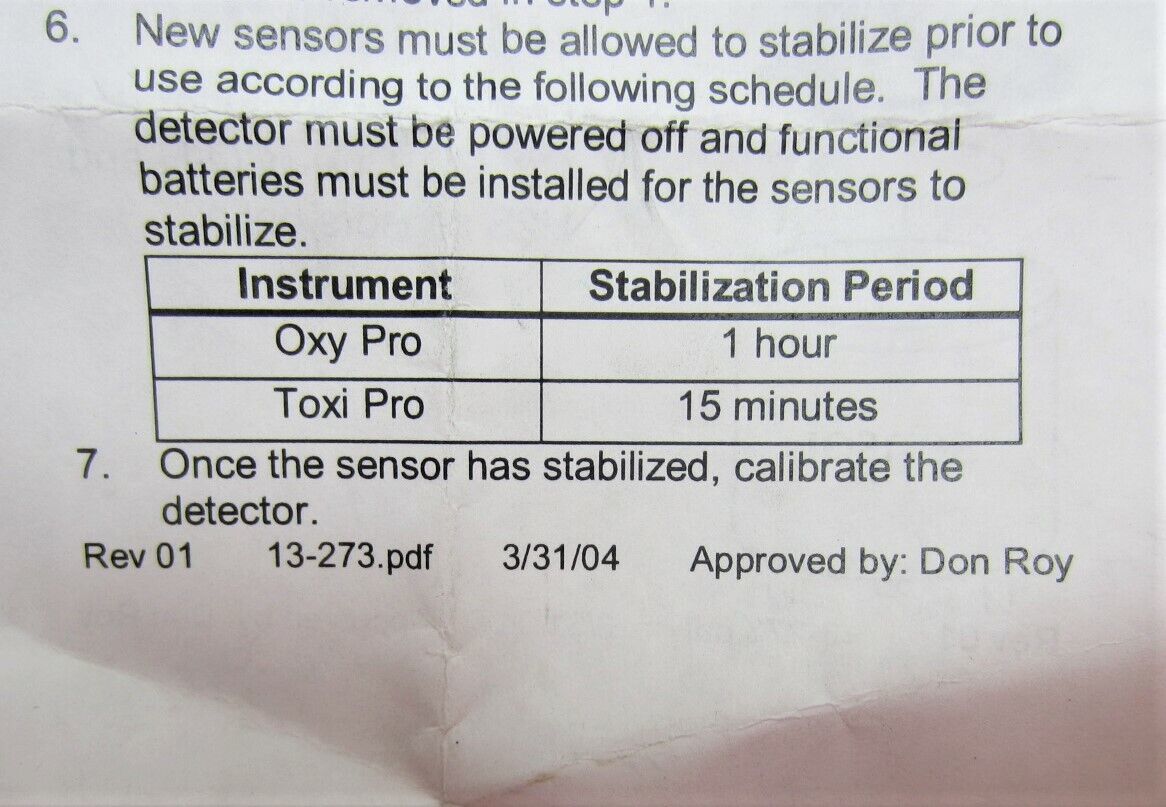 6. New sensors must be allowed to stabilize prior to
use according to the following schedule. The
detector must be powered off and functional
batteries must be installed for the sensors to
stabilize.
Instrument Stabilization Period
Oxy Pro 1 hour
Toxi Pro 15 minutes
7. Once the sensor has stabilized, calibrate the
detector.
Rev 01 13-273.pdf 3/31/04 Approved by: Don Roy